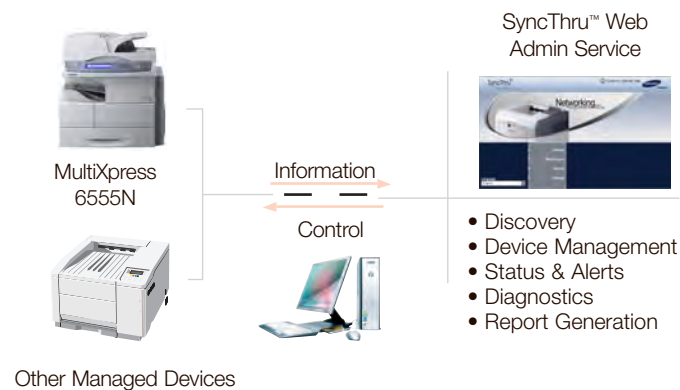 SyncThru™ Web
Admin Service
SyncThru™
Networking
MultiXpress
6555N
Information
Control
• Discovery
• Device Management
• Status & Alerts
• Diagnostics
• Report Generation
Other Managed Devices